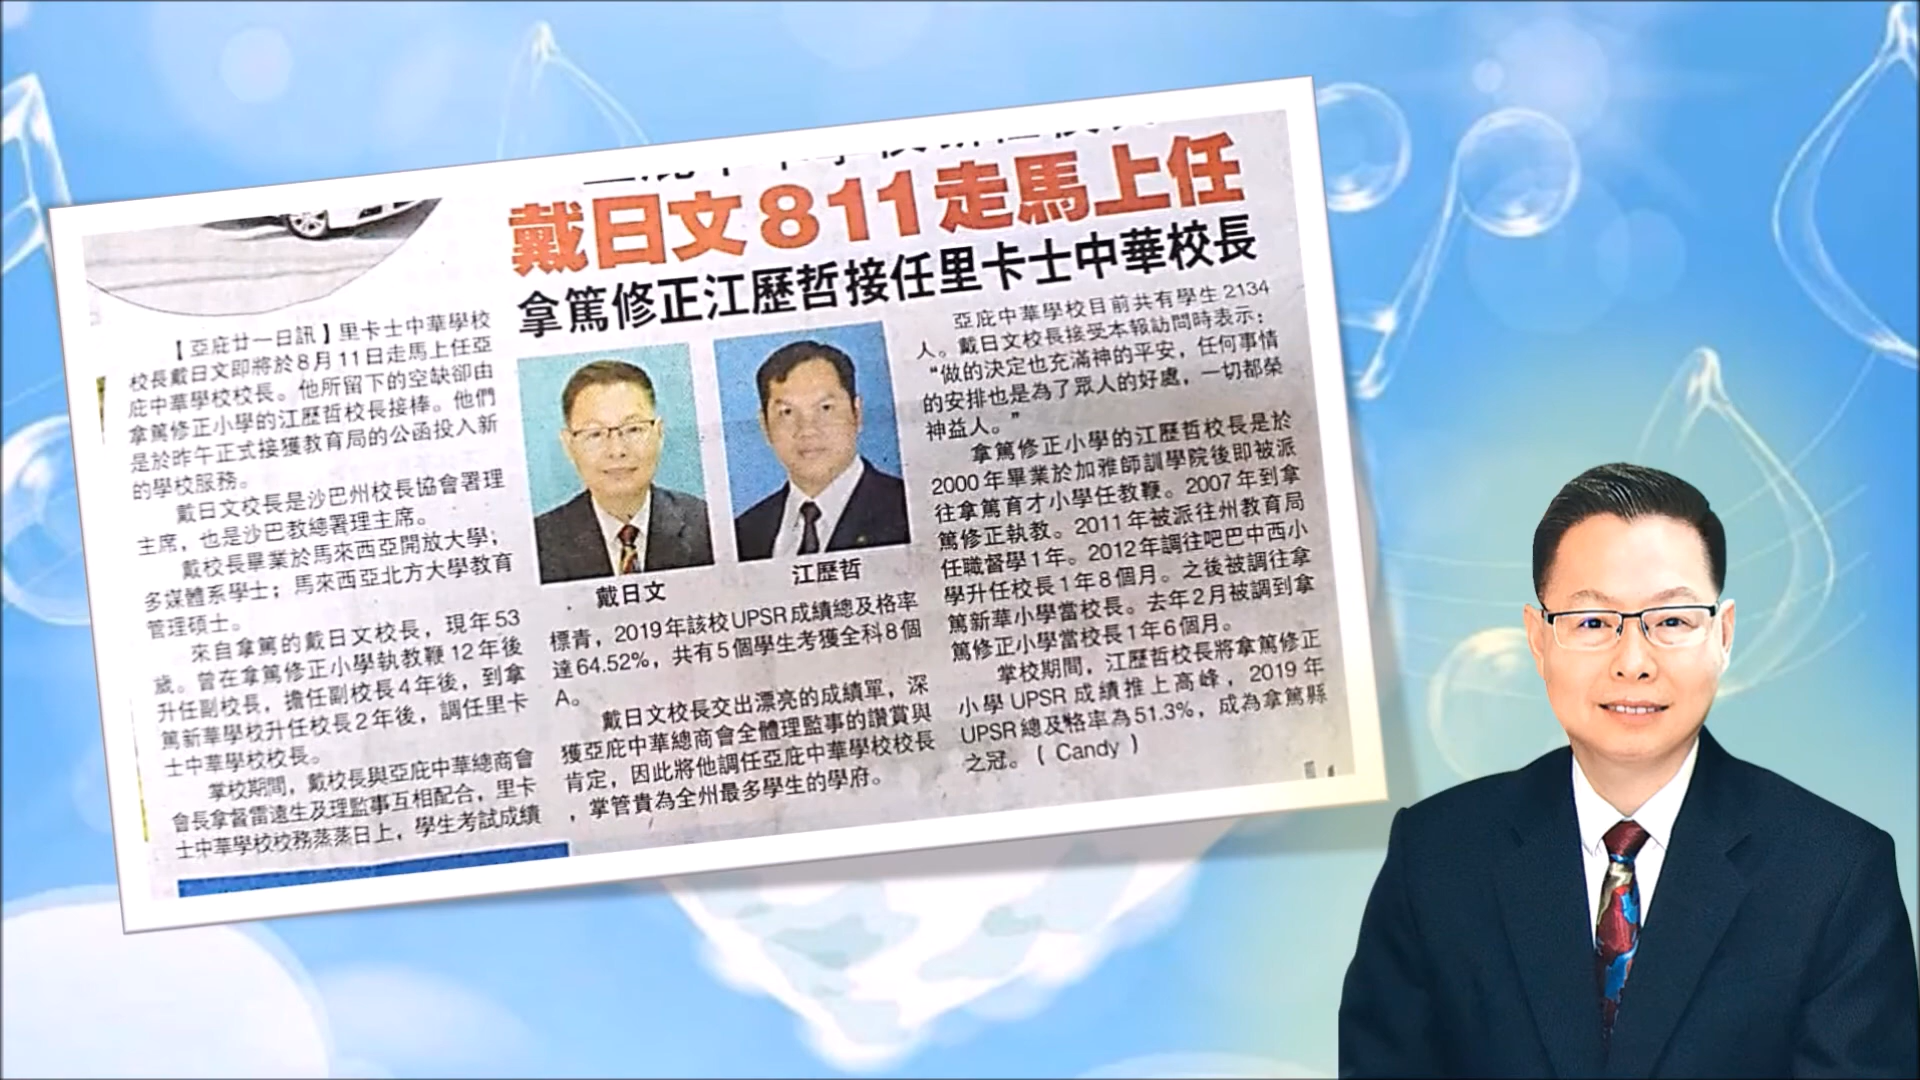 戴日文811走馬上任
拿篤修正江歷哲接任里卡士中華校長
【亞庇廿一日訊】里卡士中華學校
校長戴日文即將於8月11日走馬上任亞
庇中華學校校長。他所留下的空缺卻由
拿篤修正小學的江歷哲校長接棒。他們
是於昨午正式接獲教育局的公函投入新
的學校服務。
戴日文校長是沙巴州校長協會署理
主席，也是沙巴教總署理主席。
戴校長畢業於馬來西亞開放大學；
多媒體系學士；馬來西亞北方大學教育
管理碩士。
來自拿篤的戴日文校長，現年53
歲。曾在拿篤修正小學執教鞭12年後
升任副校長，擔任副校長4年後，到拿
篤新華學校升任校長2年後，調任里卡
士中華學校校長。
掌校期間，戴校長與亞庇中華總商會
會長拿督雷遠生及理監事互相配合，里卡
士中華學校校務蒸蒸日上，學生考試成績
戴日文
江歷哲
標青，2019年該校UPSR成績總及格率
達64.52%，共有5個學生考獲全科8個
A。
戴日文校長交出漂亮的成績單，深
獲亞庇中華總商會全體理監事的讚賞與
肯定，因此將他調任亞庇中華學校校長
，掌管貴為全州最多學生的學府。
亞庇中華學校目前共有學生2134
人。戴日文校長接受本報訪問時表示：
“做的決定也充滿神的平安，任何事情
的安排也是為了眾人的好處，一切都榮
神益人。”
拿篤修正小學的江歷哲校長是於
2000年畢業於加雅師訓學院後即被派
往拿篤育才小學任教鞭。2007年到拿
篤修正執教。2011年被派往州教育局
任職督學1年。2012年調往吧巴中西小
學升任校長1年8個月。之後被調往拿
篤新華小學當校長。去年2月被調到拿
篤修正小學當校長1年6個月。
掌校期間，江歷哲校長將拿篤修正
小學UPSR成績推上高峰，2019年
UPSR總及格率為51.3%，成為拿篤縣
之冠。（Candy）